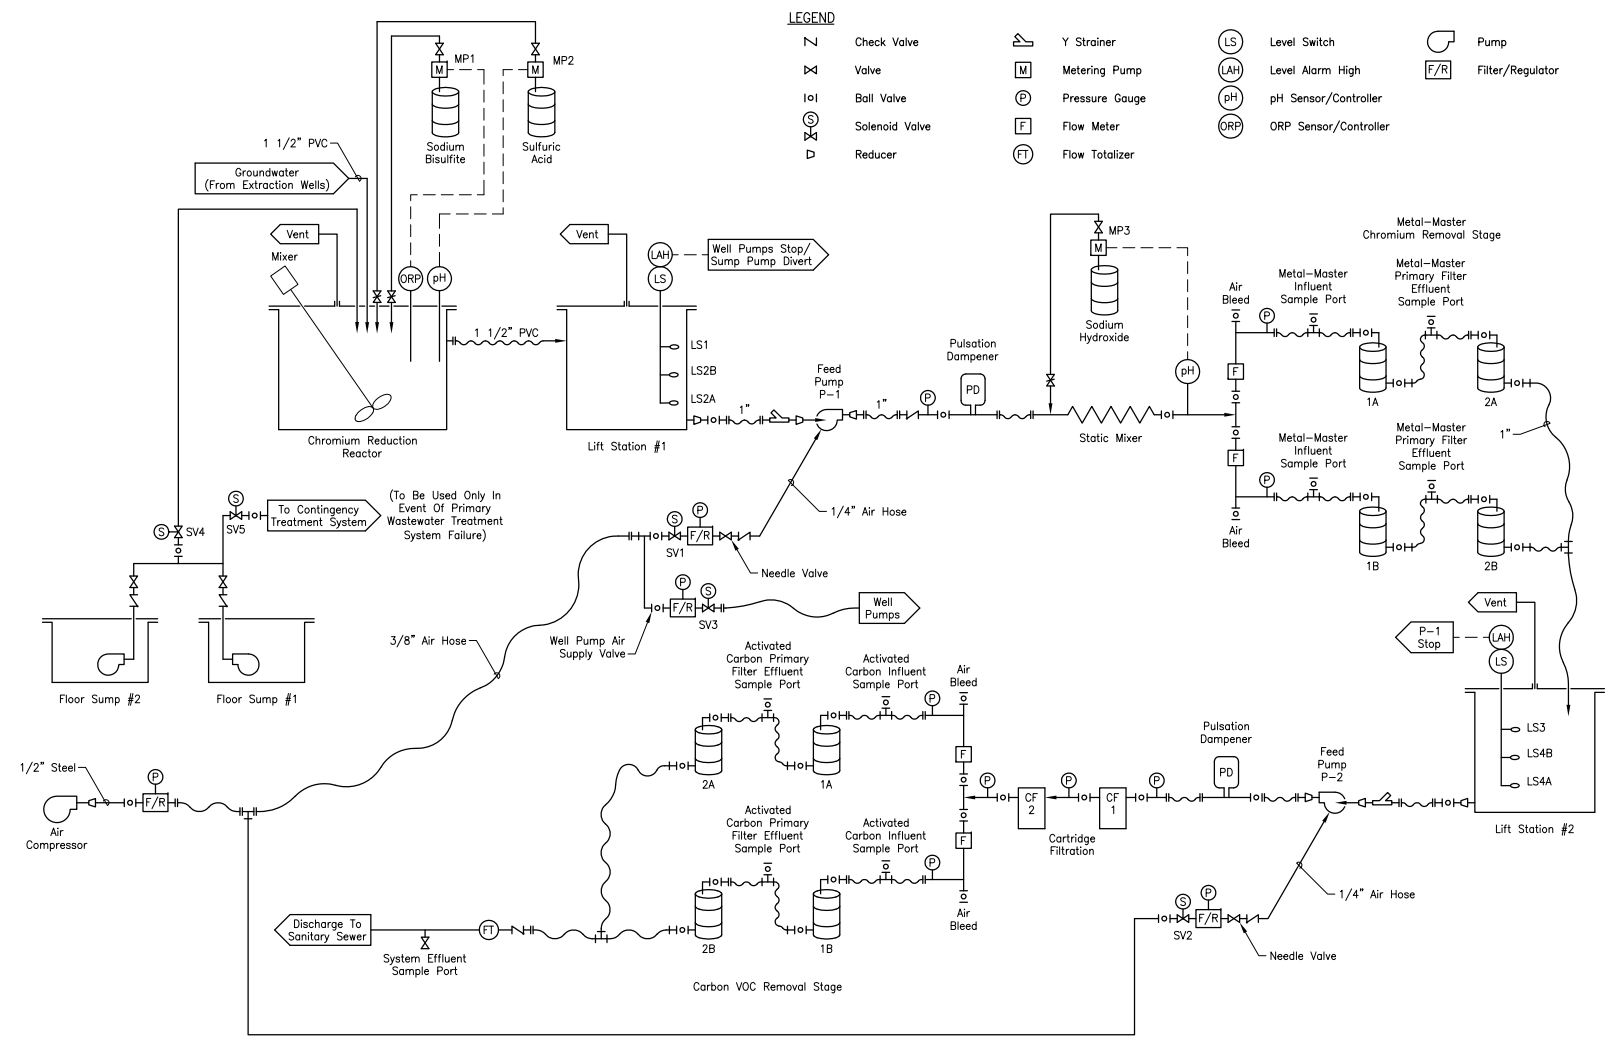 LEGEND
Check Valve
Valve
Ball Valve
S
Solenoid Valve
Reducer
Y Strainer
M
Metering Pump
P
Pressure Gauge
F
Flow Meter
FT
Flow Totalizer
LS
Level Switch
LAH
Level Alarm High
pH
pH Sensor/Controller
ORP
ORP Sensor/Controller
Pump
F/R
Filter/Regulator
M
MP1
M
MP2
Sodium
Bisulfite
Sulfuric
Acid
1 1/2" PVC
Groundwater
(From Extraction Wells)
Vent
Mixer
ORP
pH
Chromium Reduction
Reactor
1 1/2" PVC
Vent
LAH
LS
Well Pumps Stop/
Sump Pump Divert
LS1
LS2B
LS2A
Lift Station #1
1"
Feed
Pump
P-1
1"
P
Pulsation
Dampener
PD
M
MP3
Sodium
Hydroxide
Static Mixer
pH
Metal-Master
Chromium Removal Stage
Air
Bleed
P
Metal-Master
Influent
Sample Port
Metal-Master
Primary Filter
Effluent
Sample Port
F
1A
2A
F
P
Metal-Master
Influent
Sample Port
Metal-Master
Primary Filter
Effluent
Sample Port
Air
Bleed
1B
2B
1"
S
SV4
S
SV5
To Contingency
Treatment System
(To Be Used Only In
Event Of Primary
Wastewater Treatment
System Failure)
Floor Sump #2
Floor Sump #1
1/4" Air Hose
S
SV1
P
F/R
Needle Valve
P
F/R
S
SV3
Well
Pumps
Well Pump Air
Supply Valve
3/8" Air Hose
Vent
P-1
Stop
LAH
LS
LS3
LS4B
LS4A
Lift Station #2
Feed
Pump
P-2
Pulsation
Dampener
PD
P
CF
1
P
CF
2
P
Cartridge
Filtration
Air
Bleed
P
Activated
Carbon Influent
Sample Port
Activated
Carbon Primary
Filter Effluent
Sample Port
F
2A
1A
F
P
Activated
Carbon Influent
Sample Port
Activated
Carbon Primary
Filter Effluent
Sample Port
Air
Bleed
2B
1B
Carbon VOC Removal Stage
1/2" Steel
P
F/R
Air
Compressor
Discharge To
Sanitary Sewer
FT
System Effluent
Sample Port
1/4" Air Hose
S
SV2
P
F/R
Needle Valve